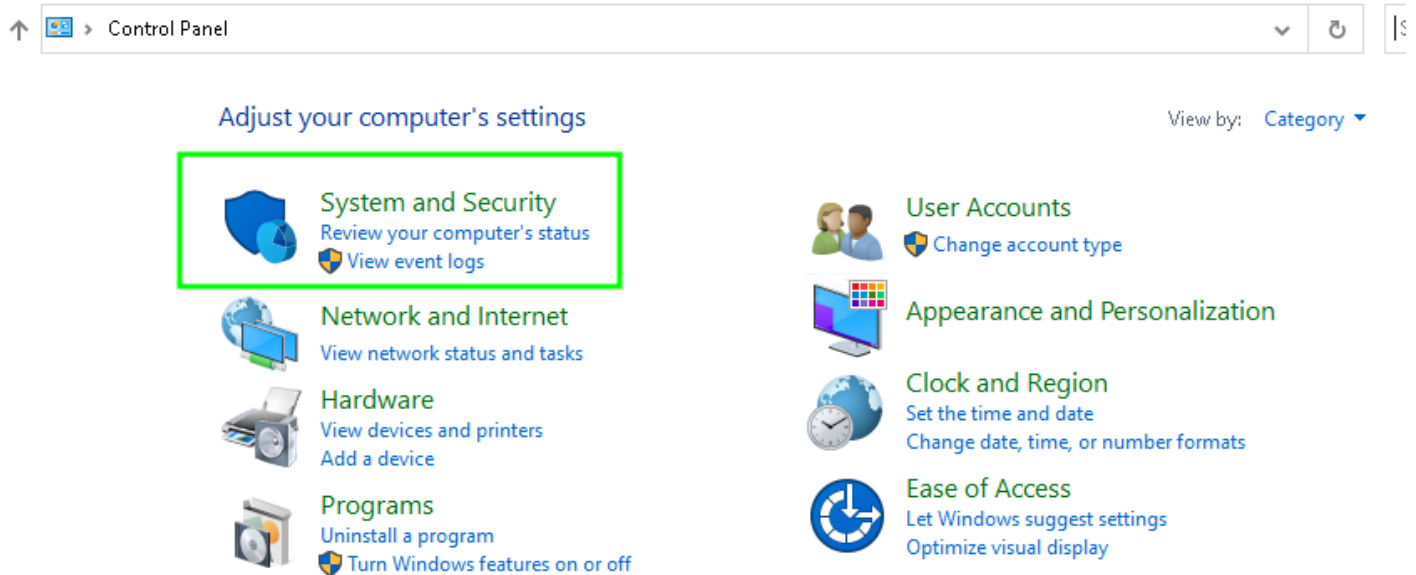 Control Panel
Adjust your computer's settings
View by: Category
System and Security
Review your computer's status
View event logs
Network and Internet
View network status and tasks
Hardware
View devices and printers
Add a device
Programs
Uninstall a program
Turn Windows features on or off
User Accounts
Change account type
Appearance and Personalization
Clock and Region
Set the time and date
Change date, time, or number formats
Ease of Access
Let Windows suggest settings
Optimize visual display